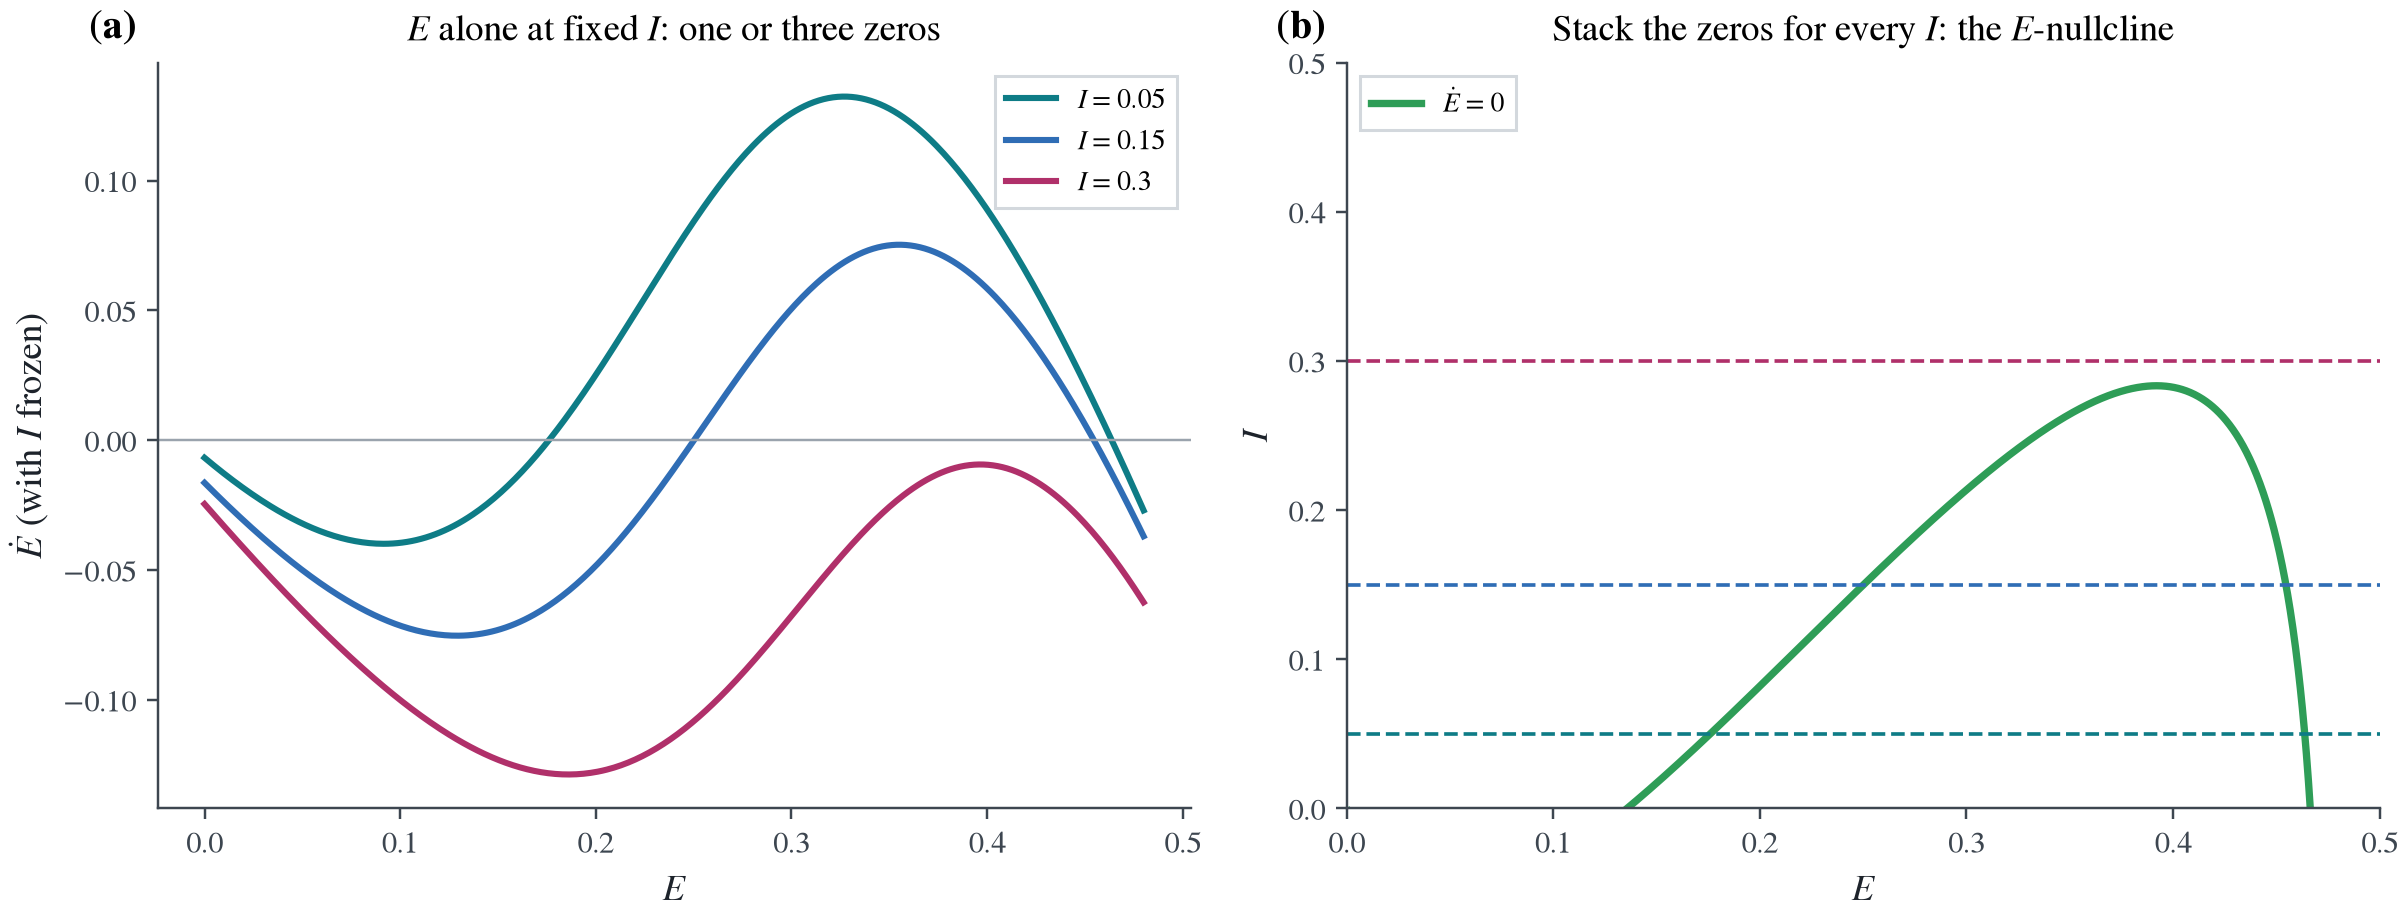 (a)
E alone at fixed I: one or three zeros
I = 0.05
I = 0.15
I = 0.3
0.10
0.05
0.00
−0.05
−0.10
Ė (with I frozen)
0.0 0.1 0.2 0.3 0.4 0.5
E
(b)
Stack the zeros for every I: the E-nullcline
Ė = 0
0.5
0.4
0.3
0.2
0.1
0.0
I
0.0 0.1 0.2 0.3 0.4 0.5
E